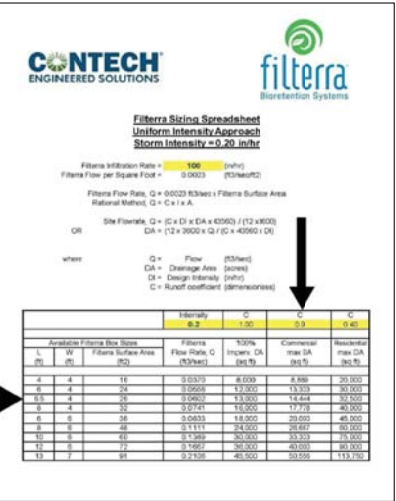 CONTECH
ENGINEERED SOLUTIONS
filterra
Bioretention Systems
Filterra Sizing Spreadsheet
Uniform Intensity Approach
Storm Intensity = 0.20 in/hr
Filterra Infiltration Rate = 100 (in/hr)
Filterra Flow per Square Foot = 0.0023 (ft3/sec/ft2)
Filterra Flow Rate, Q = 0.0023 ft3/sec x Filterra Surface Area
Rational Method, Q = C x I x A
Site Flowrate, Q = (C x DI x DA x 43560) / (12 x 3600)
OR DA = (12 x 3600 x Q) / (C x 43560 x DI)
where Q = Flow (ft3/sec)
DA = Drainage Area (acres)
DI = Design Intensity (in/hr)
C = Runoff coefficient (dimensionless)
Intensity C C C
0.2 1.00 0.9 0.40
Available Filterra Box Sizes Filterra 100% Commercial Residential
L W Filterra Surface Area Flow Rate, Q Imperv. DA max DA max DA
(ft) (ft) (ft2) (ft3/sec) (sq ft) (sq ft) (sq ft)
4 4 16 0.0370 8,000 8,889 20,000
6 4 24 0.0556 12,000 13,333 30,000
6.5 4 26 0.0602 13,000 14,444 32,500
8 4 32 0.0741 16,000 17,778 40,000
6 6 36 0.0833 18,000 20,000 45,000
8 6 48 0.1111 24,000 26,667 60,000
10 6 60 0.1389 30,000 33,333 75,000
12 6 72 0.1667 36,000 40,000 90,000
13 7 91 0.2106 45,500 50,556 113,750